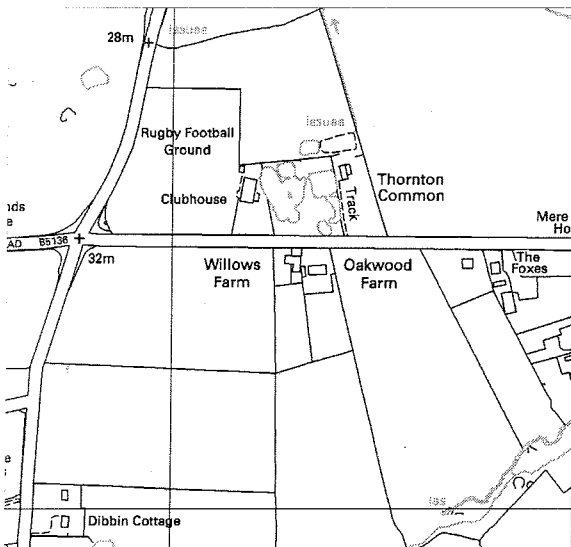 28m
issues
Rugby Football
Ground
issues
Clubhouse
Track
Thornton
Common
nds
e
AD
B5136
32m
Mere
Ho
Willows
Farm
Oakwood
Farm
The
Foxes
e
s
Dibbin Cottage